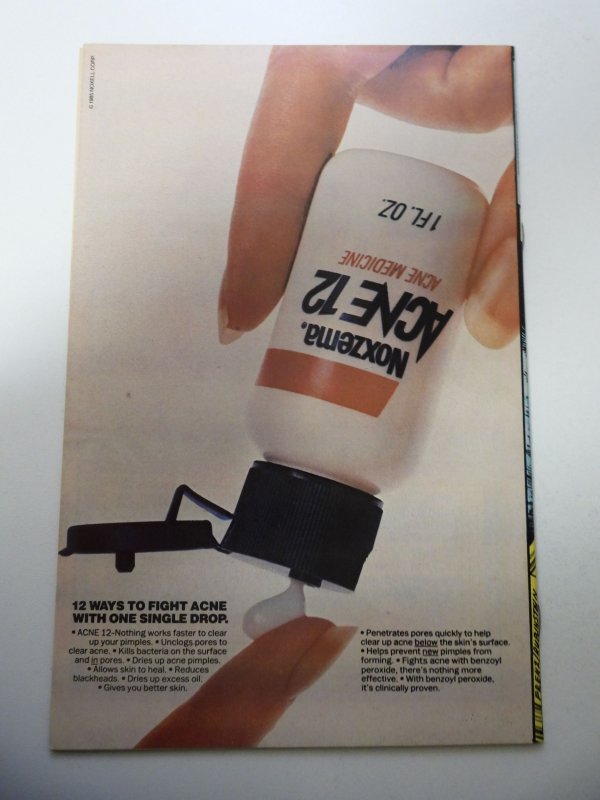 © 1985 NOXELL CORP.
1 FL. OZ.
ACNE MEDICINE
ACNE 12
Noxzema.
12 WAYS TO FIGHT ACNE
WITH ONE SINGLE DROP.
• ACNE 12-Nothing works faster to clear
up your pimples. • Unclogs pores to
clear acne. • Kills bacteria on the surface
and in pores. • Dries up acne pimples.
• Allows skin to heal. • Reduces
blackheads. • Dries up excess oil.
• Gives you better skin.
• Penetrates pores quickly to help
clear up acne below the skin's surface.
• Helps prevent new pimples from
forming. • Fights acne with benzoyl
peroxide, there's nothing more
effective. • With benzoyl peroxide,
it's clinically proven.